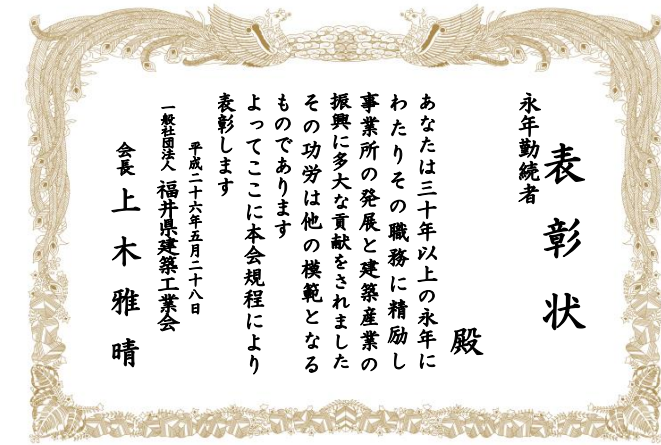 表彰状
永年勤続者
殿
あなたは三十年以上の永年に
わたりその職務に精励し
事業所の発展と建築産業の
振興に多大な貢献をされました
その功労は他の模範となる
ものであります
よってここに本会規程により
表彰します
平成二十六年五月二十八日
一般社団法人 福井県建築工業会
会長 上木雅晴